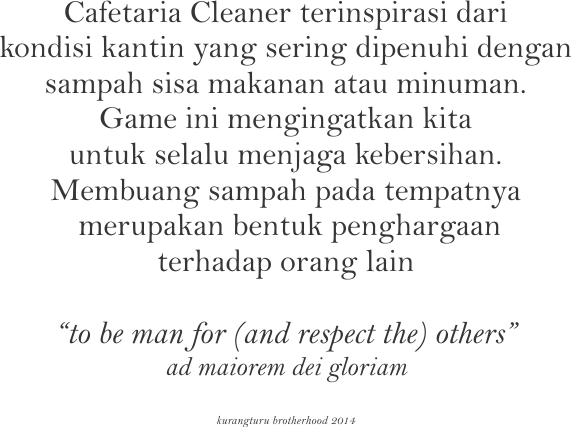 Cafetaria Cleaner terinspirasi dari
kondisi kantin yang sering dipenuhi dengan
sampah sisa makanan atau minuman.
Game ini mengingatkan kita
untuk selalu menjaga kebersihan.
Membuang sampah pada tempatnya
merupakan bentuk penghargaan
terhadap orang lain
“to be man for (and respect the) others”
ad maiorem dei gloriam
kurangturu brotherhood 2014